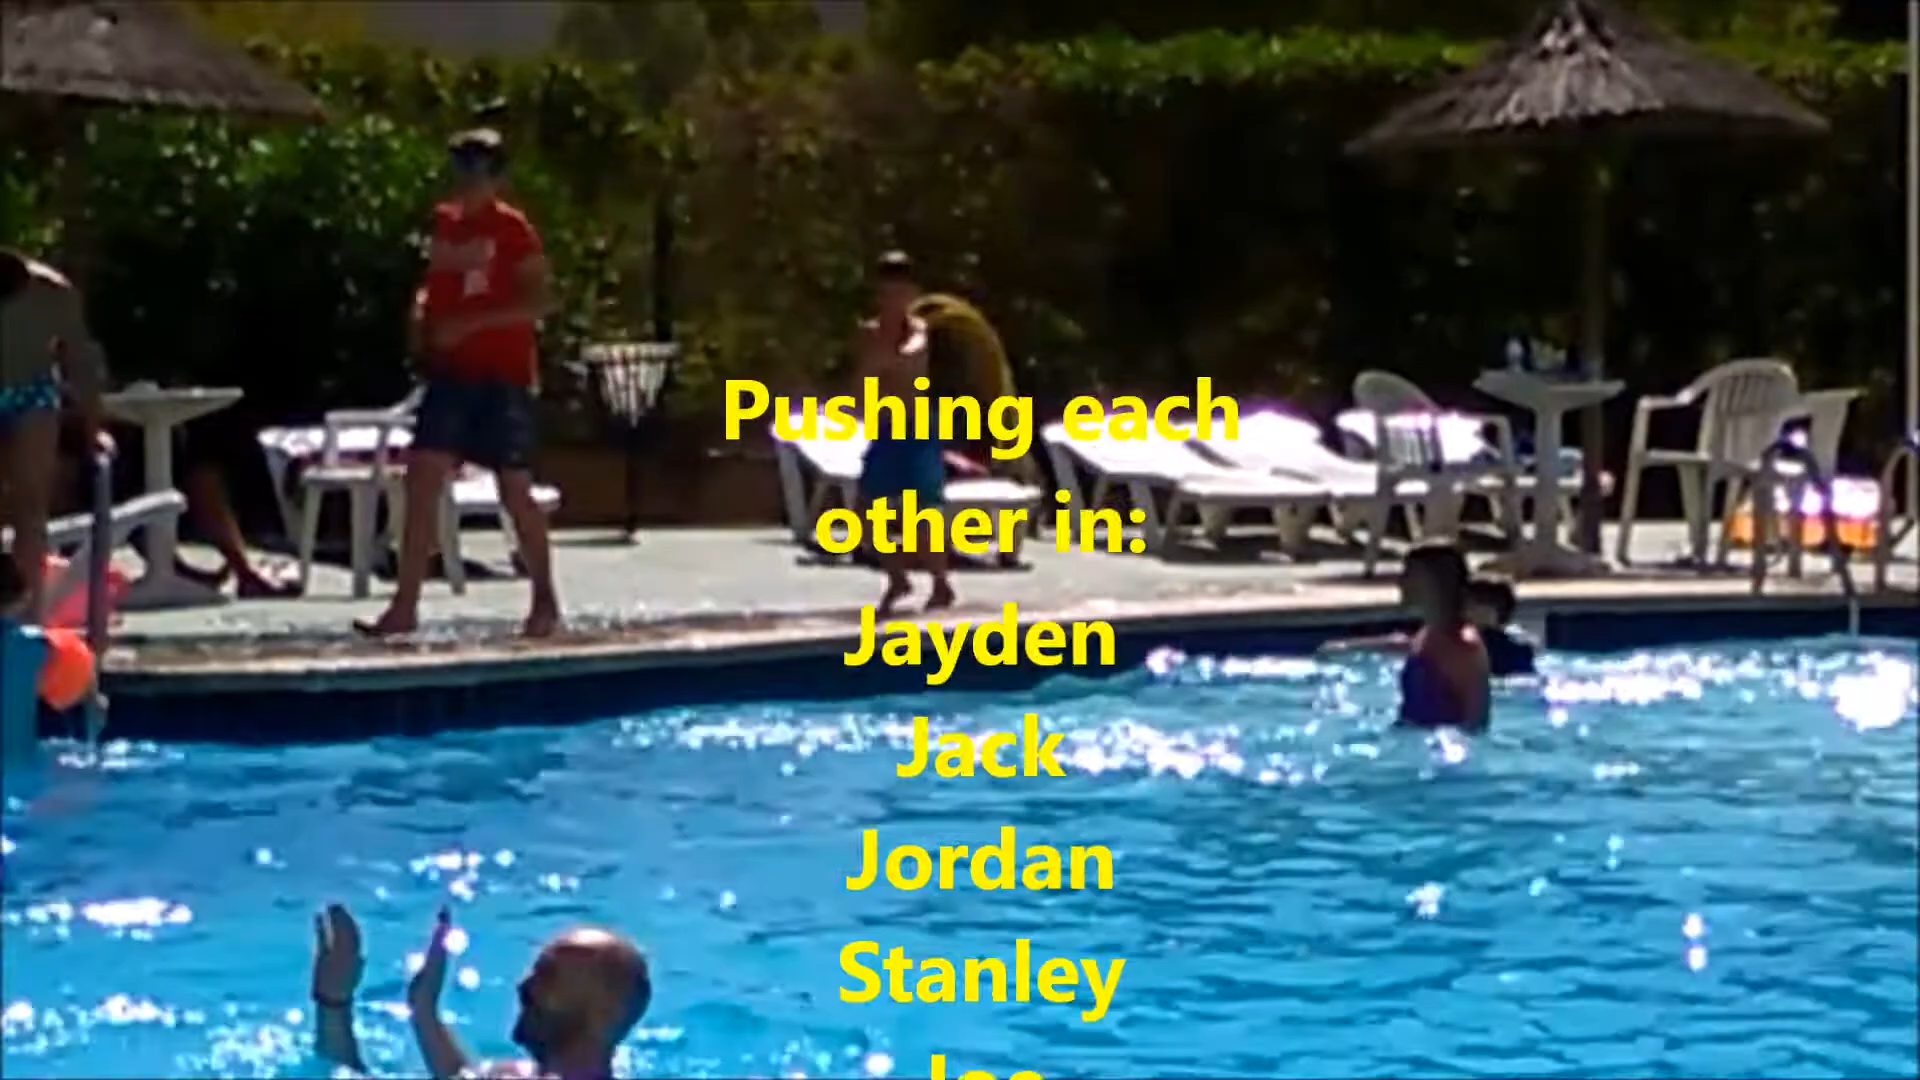 Pushing each
other in:
Jayden
Jack
Jordan
Stanley